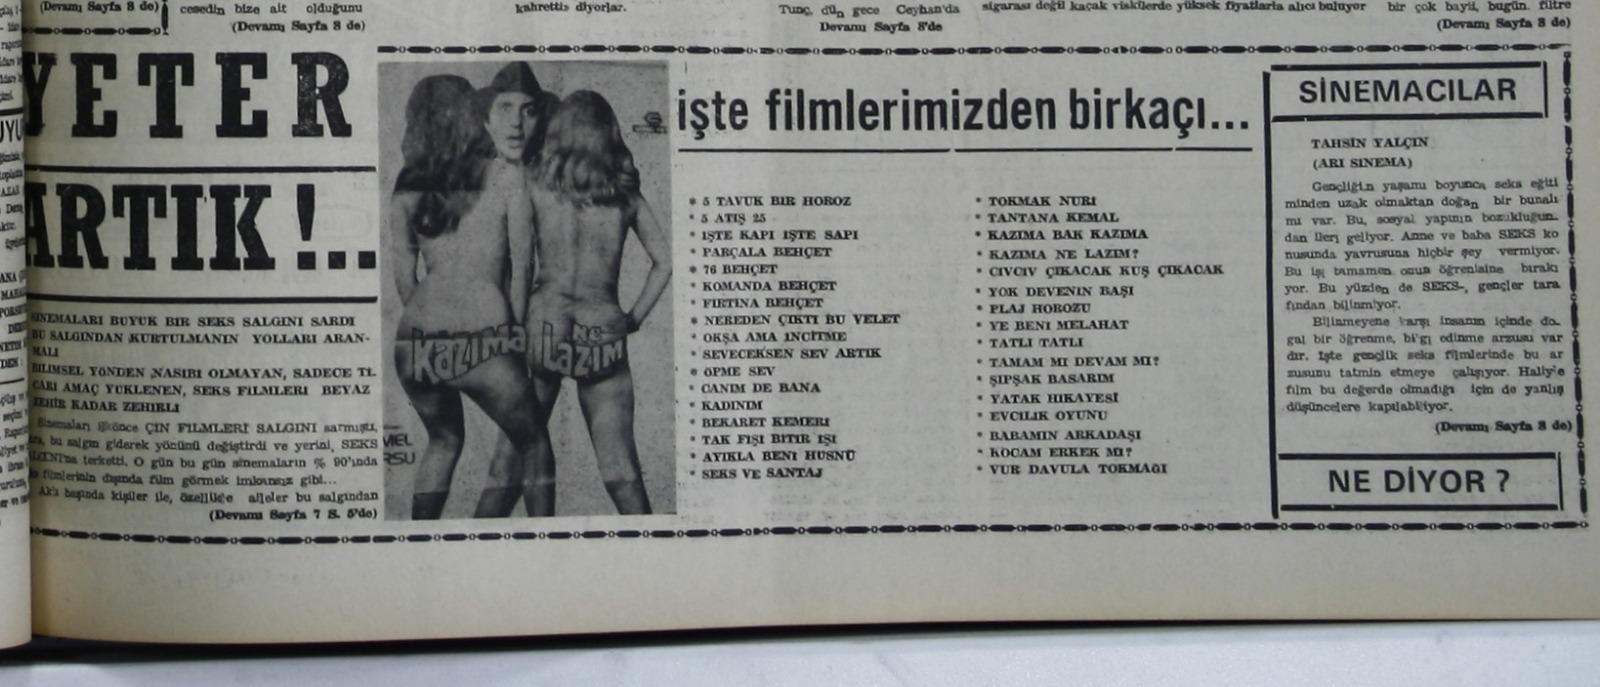 (Devamı Sayfa 8 de)
cesedin bize ait olduğunu
(Devamı Sayfa 8 de)
kahrettis diyorlar.
Tunç, dün gece Ceyhan'da
Devamı Sayfa 8'de
sigarası değil kaçak viskilerde yüksek fiyatlarla alıcı buluyor
bir çok bayii, bugün. filtre
(Devamı Sayfa 8 de)
YETER
ARTIK!..
SİNEMALARI BÜYÜK BİR SEKS SALGINI SARDI
BU SALGINDAN KURTULMANIN YOLLARI ARAN-
MALI
BİLİMSEL YÖNDEN NASIBI OLMAYAN, SADECE Tİ-
CARI AMAÇ YÜKLENEN, SEKS FİLMLERİ BEYAZ
ZEHİR KADAR ZEHIRLI
Sinemaları ilkönce ÇİN FİLMLERİ SALGINI sarmıştı,
bu salgın giderek yönünü değiştirdi ve yerini, SEKS
terketti. O gün bu gün sinemaların % 90'ında
filmlerinin dışında film görmek imkansız gibi...
Aklı başında kişiler ile, özellikle aileler bu salgından
(Devamı Sayfa 7 S. 5'de)
Kazıma Ne Lazım
işte filmlerimizden birkaçı...
* 5 TAVUK BIR HOROZ
* 5 ATIŞ 25
* IŞTE KAPI IŞTE SAPI
* PARÇALA BEHÇET
* 76 BEHÇET
* KOMANDA BEHÇET
* FIRTINA BEHÇET
* NEREDEN ÇIKTI BU VELET
* OKŞA AMA INCITME
* SEVECEKSEN SEV ARTIK
* ÖPME SEV
* CANIM DE BANA
* KADINIM
* BEKARET KEMERI
* TAK FIŞI BITIR IŞI
* AYIKLA BENI HÜSNÜ
* SEKS VE SANTAJ
* TOKMAK NURI
* TANTANA KEMAL
* KAZIMA BAK KAZIMA
* KAZIMA NE LAZIM?
* CIVCIV ÇIKACAK KUŞ ÇIKACAK
* YOK DEVENIN BAŞI
* PLAJ HOROZU
* YE BENI MELAHAT
* TATLI TATLI
* TAMAM MI DEVAM MI?
* ŞIPŞAK BASARIM
* YATAK HIKAYESI
* EVCILIK OYUNU
* BABAMIN ARKADAŞI
* KOCAM ERKEK MI?
* VUR DAVULA TOKMAGI
SİNEMACILAR
TAHSIN YALÇIN
(ARI SINEMA)
Gençliğin yaşamı boyunca seks eğiti
minden uzak olmaktan doğan bir bunalı
mı var. Bu, sosyal yapının bozukluğun.
dan ileri geliyor. Anne ve baba SEKS ko
nusunda yavrusuna hiçbir şey vermiyor.
Bu işi tamamen onun öğrenisine bırakı
yor. Bu yüzden de SEKS-, gençler tara
fından bilinmiyor.
Bilinmeyene karşı insanın içinde do.
gal bir öğrenme, bilgi edinme arzusu var
dır. İşte gençlik seks filmlerinde bu ar
zusunu tatmin etmeye çalışıyor. Haliyle
film bu değerde olmadığı için de yanlış
düşüncelere kapılabiliyor.
(Devamı Sayfa 8 de)
NE DİYOR ?